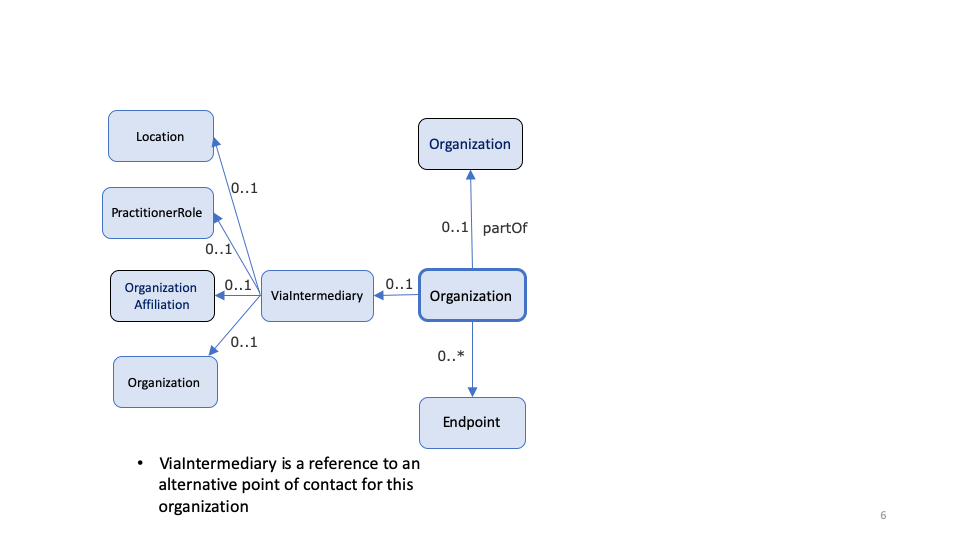 Location
Organization
0..1
PractitionerRole
0..1 partOf
0..1
Organization
Affiliation
0..1
ViaIntermediary
0..1
Organization
0..1
0..*
Organization
Endpoint
• ViaIntermediary is a reference to an
alternative point of contact for this
organization
6